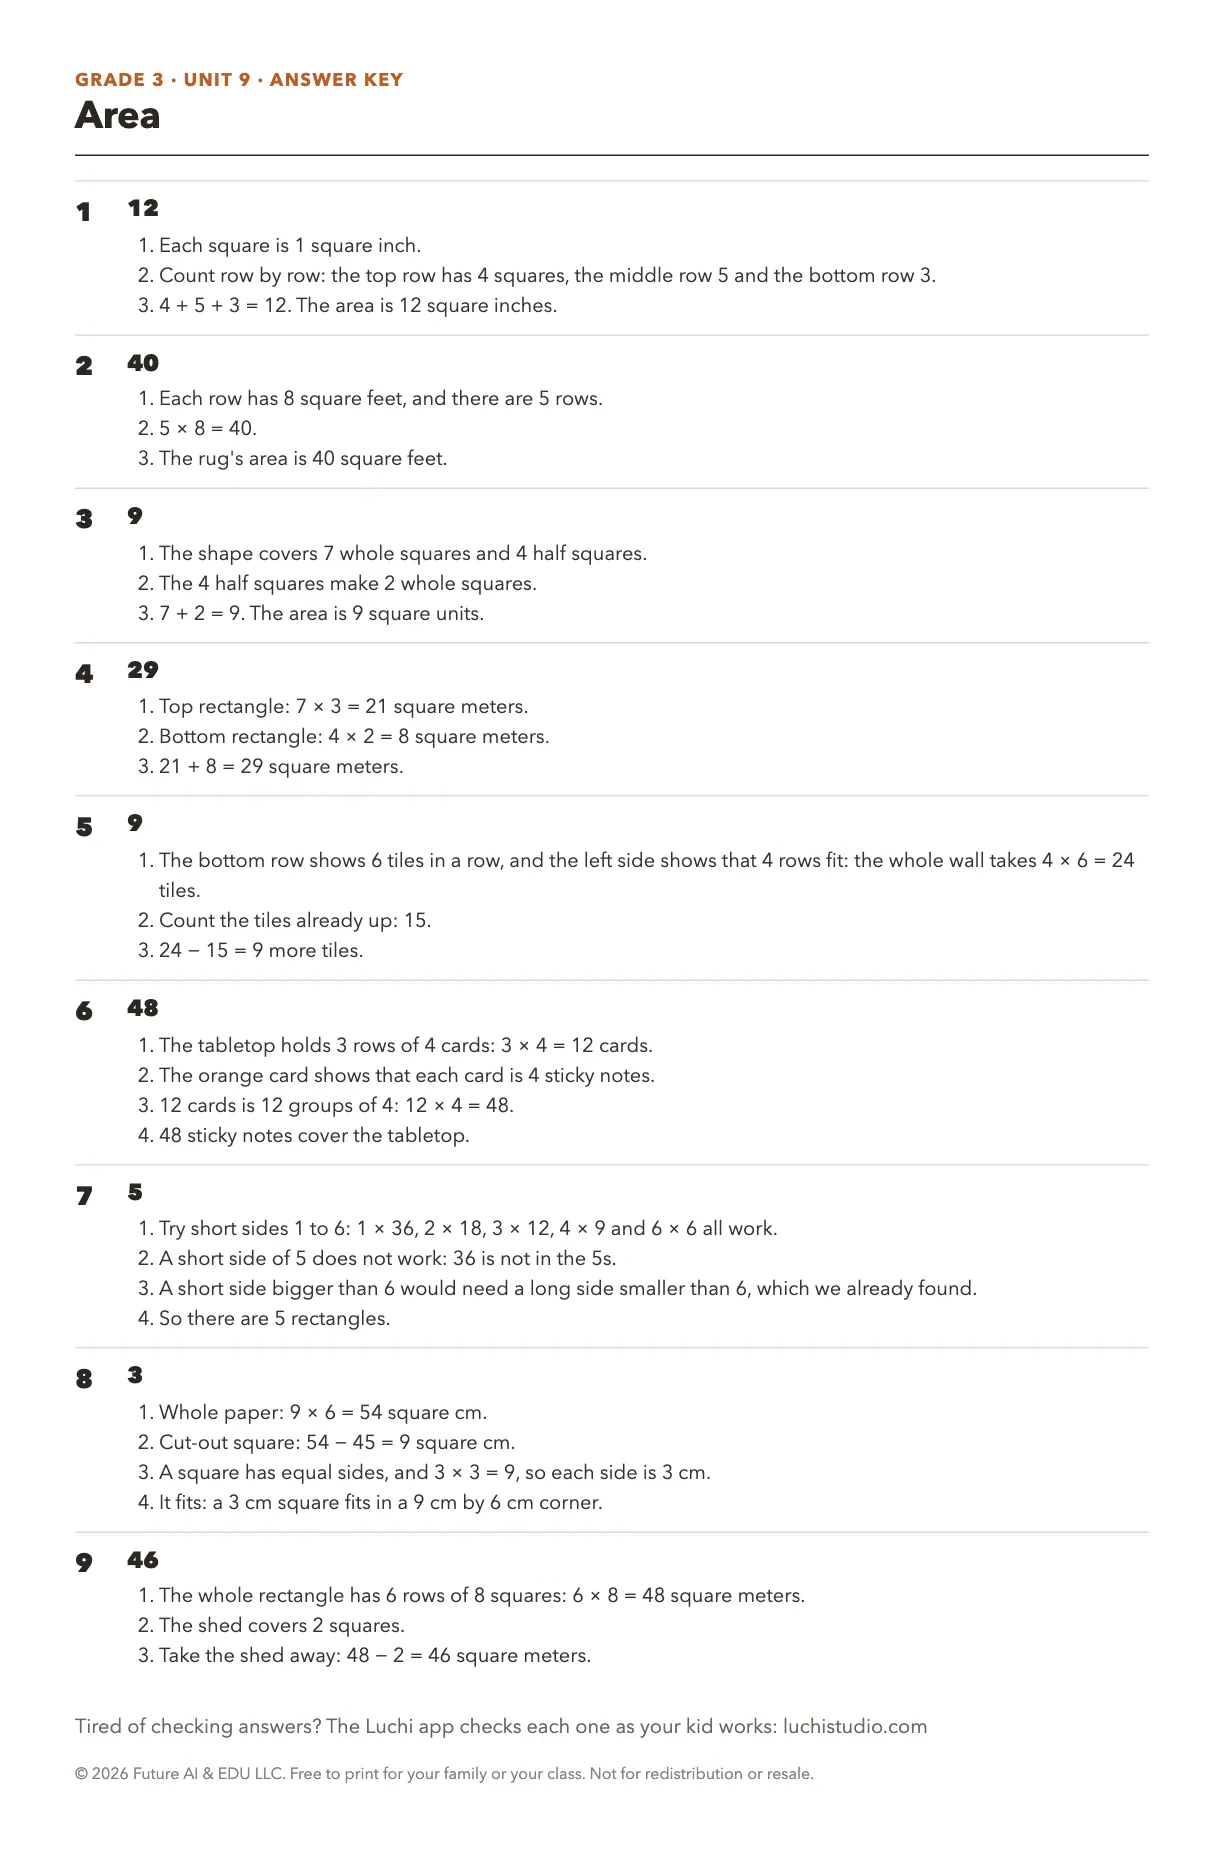 GRADE 3 · UNIT 9 · ANSWER KEY
Area
1 12
1. Each square is 1 square inch.
2. Count row by row: the top row has 4 squares, the middle row 5 and the bottom row 3.
3. 4 + 5 + 3 = 12. The area is 12 square inches.
2 40
1. Each row has 8 square feet, and there are 5 rows.
2. 5 × 8 = 40.
3. The rug's area is 40 square feet.
3 9
1. The shape covers 7 whole squares and 4 half squares.
2. The 4 half squares make 2 whole squares.
3. 7 + 2 = 9. The area is 9 square units.
4 29
1. Top rectangle: 7 × 3 = 21 square meters.
2. Bottom rectangle: 4 × 2 = 8 square meters.
3. 21 + 8 = 29 square meters.
5 9
1. The bottom row shows 6 tiles in a row, and the left side shows that 4 rows fit: the whole wall takes 4 × 6 = 24
tiles.
2. Count the tiles already up: 15.
3. 24 − 15 = 9 more tiles.
6 48
1. The tabletop holds 3 rows of 4 cards: 3 × 4 = 12 cards.
2. The orange card shows that each card is 4 sticky notes.
3. 12 cards is 12 groups of 4: 12 × 4 = 48.
4. 48 sticky notes cover the tabletop.
7 5
1. Try short sides 1 to 6: 1 × 36, 2 × 18, 3 × 12, 4 × 9 and 6 × 6 all work.
2. A short side of 5 does not work: 36 is not in the 5s.
3. A short side bigger than 6 would need a long side smaller than 6, which we already found.
4. So there are 5 rectangles.
8 3
1. Whole paper: 9 × 6 = 54 square cm.
2. Cut-out square: 54 − 45 = 9 square cm.
3. A square has equal sides, and 3 × 3 = 9, so each side is 3 cm.
4. It fits: a 3 cm square fits in a 9 cm by 6 cm corner.
9 46
1. The whole rectangle has 6 rows of 8 squares: 6 × 8 = 48 square meters.
2. The shed covers 2 squares.
3. Take the shed away: 48 − 2 = 46 square meters.
Tired of checking answers? The Luchi app checks each one as your kid works: luchistudio.com
© 2026 Future AI & EDU LLC. Free to print for your family or your class. Not for redistribution or resale.